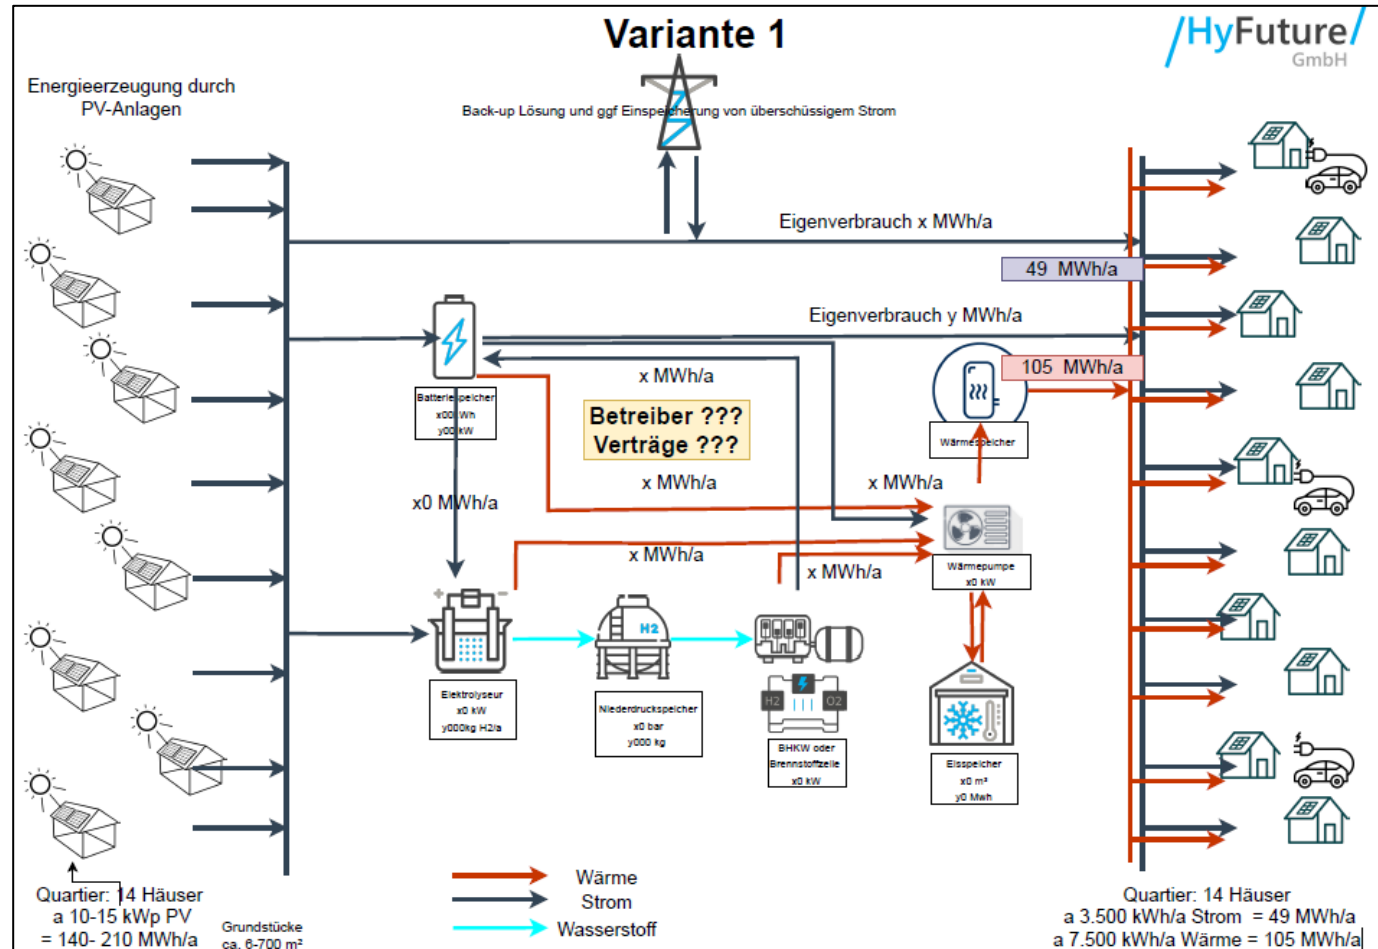 Variante 1
/HyFuture/
GmbH
Energieerzeugung durch
PV-Anlagen
Back-up Lösung und ggf Einspeicherung von überschüssigem Strom
Eigenverbrauch x MWh/a
49 MWh/a
Eigenverbrauch y MWh/a
105 MWh/a
x MWh/a
Batteriespeicher
x00kWh
y00kW
Betreiber ???
Verträge ???
Wärmespeicher
x0 MWh/a
x MWh/a
x MWh/a
x MWh/a
x MWh/a
Wärmepumpe
x0 kW
H2
H2
O2
Elektrolyseur
x0 kW
y000kg H2/a
Niederdruckspeicher
x0 bar
y000 kg
BHKW oder
Brennstoffzelle
x0 kW
Eisspeicher
x0 m³
y0 Mwh
Wärme
Strom
Wasserstoff
Quartier: 14 Häuser
a 10-15 kWp PV
= 140- 210 MWh/a
Grundstücke
ca. 6-700 m²
Quartier: 14 Häuser
a 3.500 kWh/a Strom = 49 MWh/a
a 7.500 kWh/a Wärme = 105 MWh/a